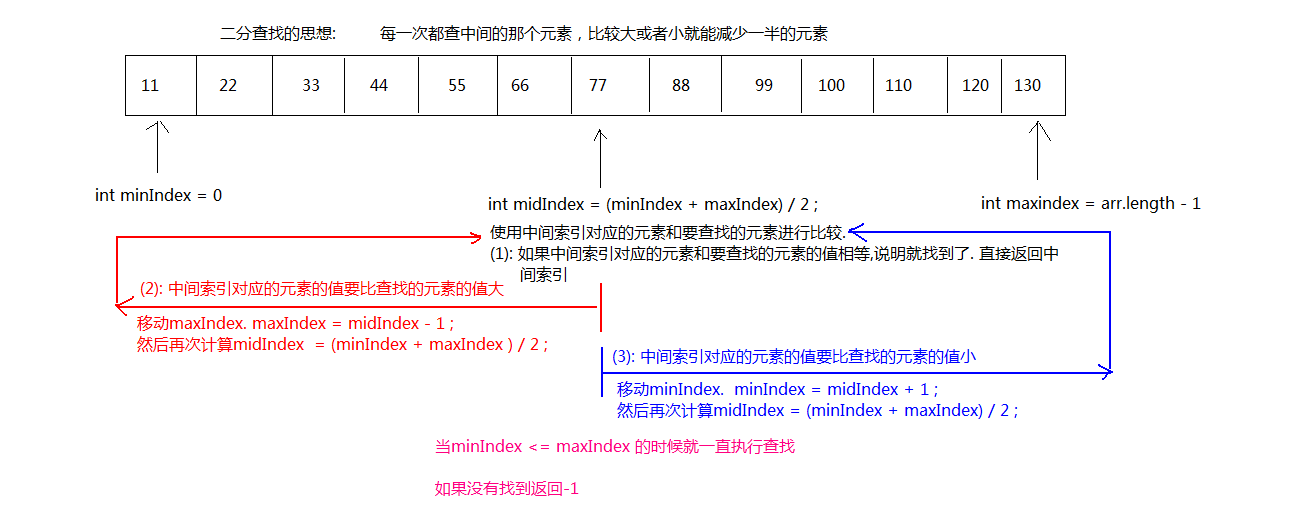 二分查找的思想: 每一次都查中间的那个元素，比较大或者小就能减少一半的元素
11 22 33 44 55 66 77 88 99 100 110 120 130
int minIndex = 0
int midIndex = (minIndex + maxIndex) / 2 ;
int maxindex = arr.length - 1
使用中间索引对应的元素和要查找的元素进行比较.
(1): 如果中间索引对应的元素和要查找的元素的值相等,说明就找到了. 直接返回中
间索引
(2): 中间索引对应的元素的值要比查找的元素的值大
移动maxIndex. maxIndex = midIndex - 1 ;
然后再次计算midIndex = (minIndex + maxIndex ) / 2 ;
(3): 中间索引对应的元素的值要比查找的元素的值小
移动minIndex. minIndex = midIndex + 1 ;
然后再次计算midIndex = (minIndex + maxIndex) / 2 ;
当minIndex <= maxIndex 的时候就一直执行查找
如果没有找到返回-1